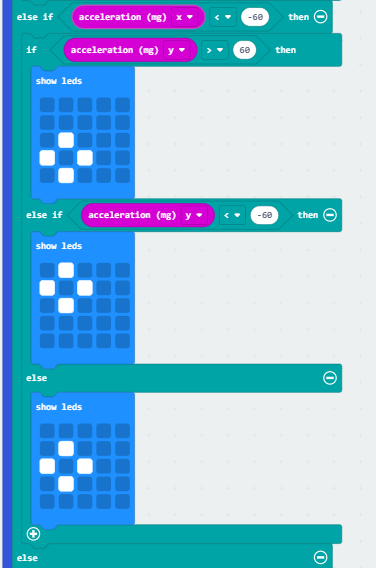 else if acceleration (mg) x < -60 then
if acceleration (mg) y > 60 then
show leds
else if acceleration (mg) y < -60 then
show leds
else
show leds
else